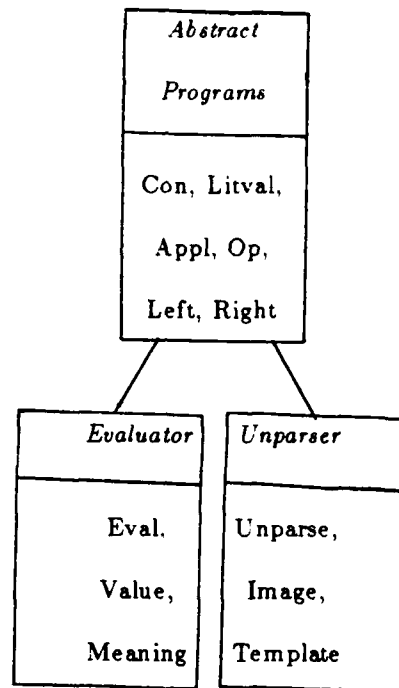 Abstract
Programs
Con, Litval,
Appl, Op,
Left, Right
Evaluator
Eval.
Value,
Meaning
Unparser
Unparse,
Image,
Template